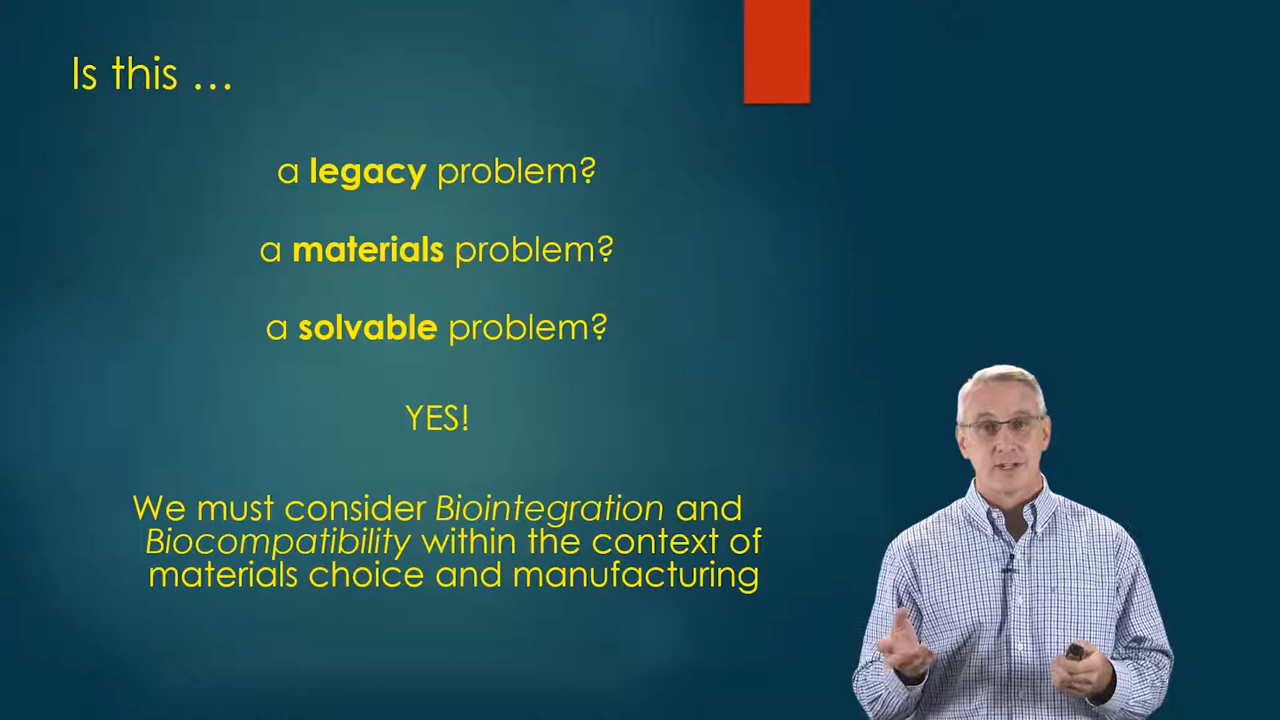 Is this …
a legacy problem?
a materials problem?
a solvable problem?
YES!
We must consider Biointegration and
Biocompatibility within the context of
materials choice and manufacturing